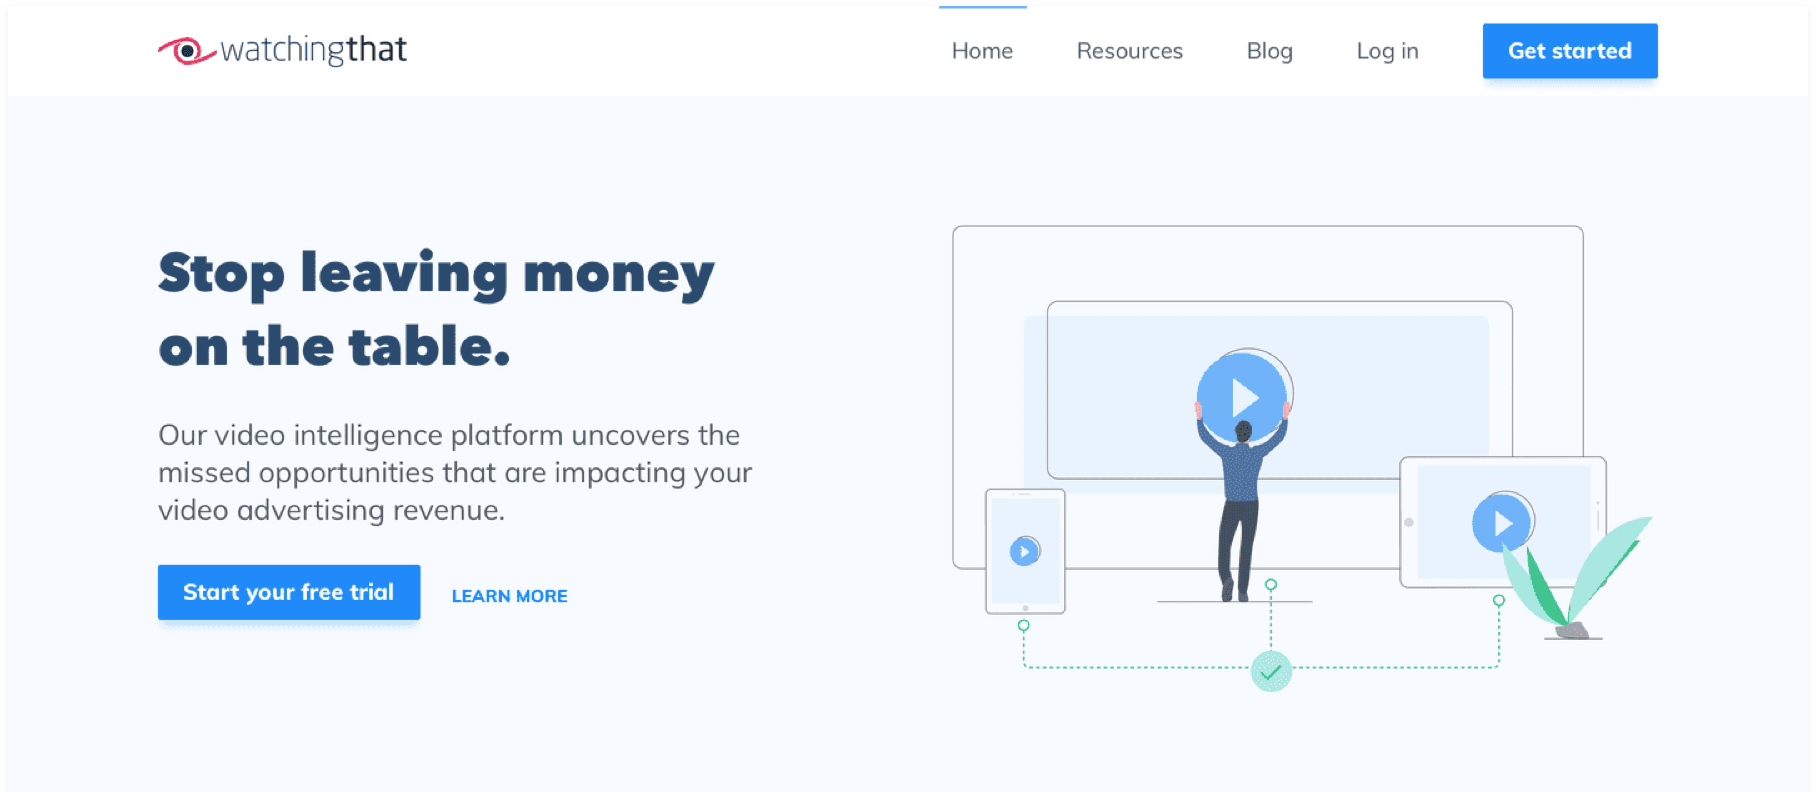 watchingthat
Home Resources Blog Log in Get started
Stop leaving money
on the table.
Our video intelligence platform uncovers the
missed opportunities that are impacting your
video advertising revenue.
Start your free trial LEARN MORE